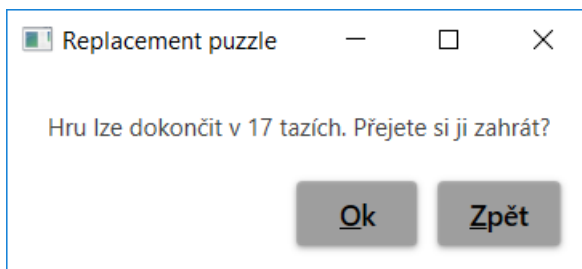 Replacement puzzle
Hru lze dokončit v 17 tazích. Přejete si ji zahrát?
Ok
Zpět